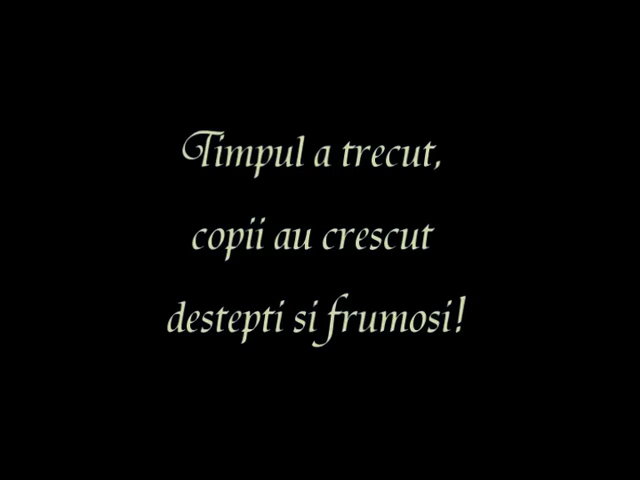 Timpul a trecut,
copii au crescut
destepti si frumosi!